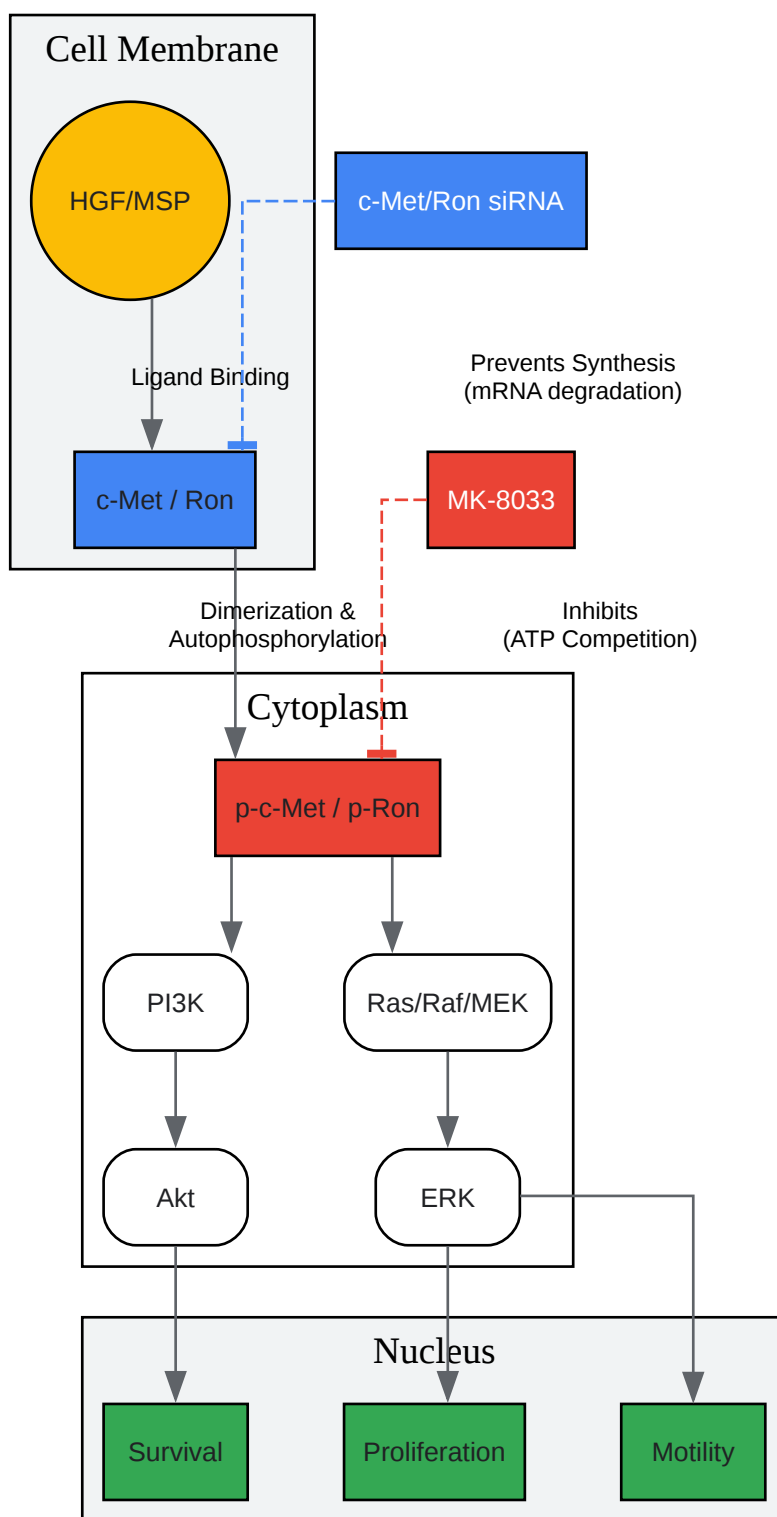 Cell Membrane
HGF/MSP
c-Met/Ron siRNA
Ligand Binding
Prevents Synthesis
(mRNA degradation)
c-Met / Ron
MK-8033
Dimerization &
Autophosphorylation
Inhibits
(ATP Competition)
Cytoplasm
p-c-Met / p-Ron
PI3K
Ras/Raf/MEK
Akt
ERK
Nucleus
Survival
Proliferation
Motility